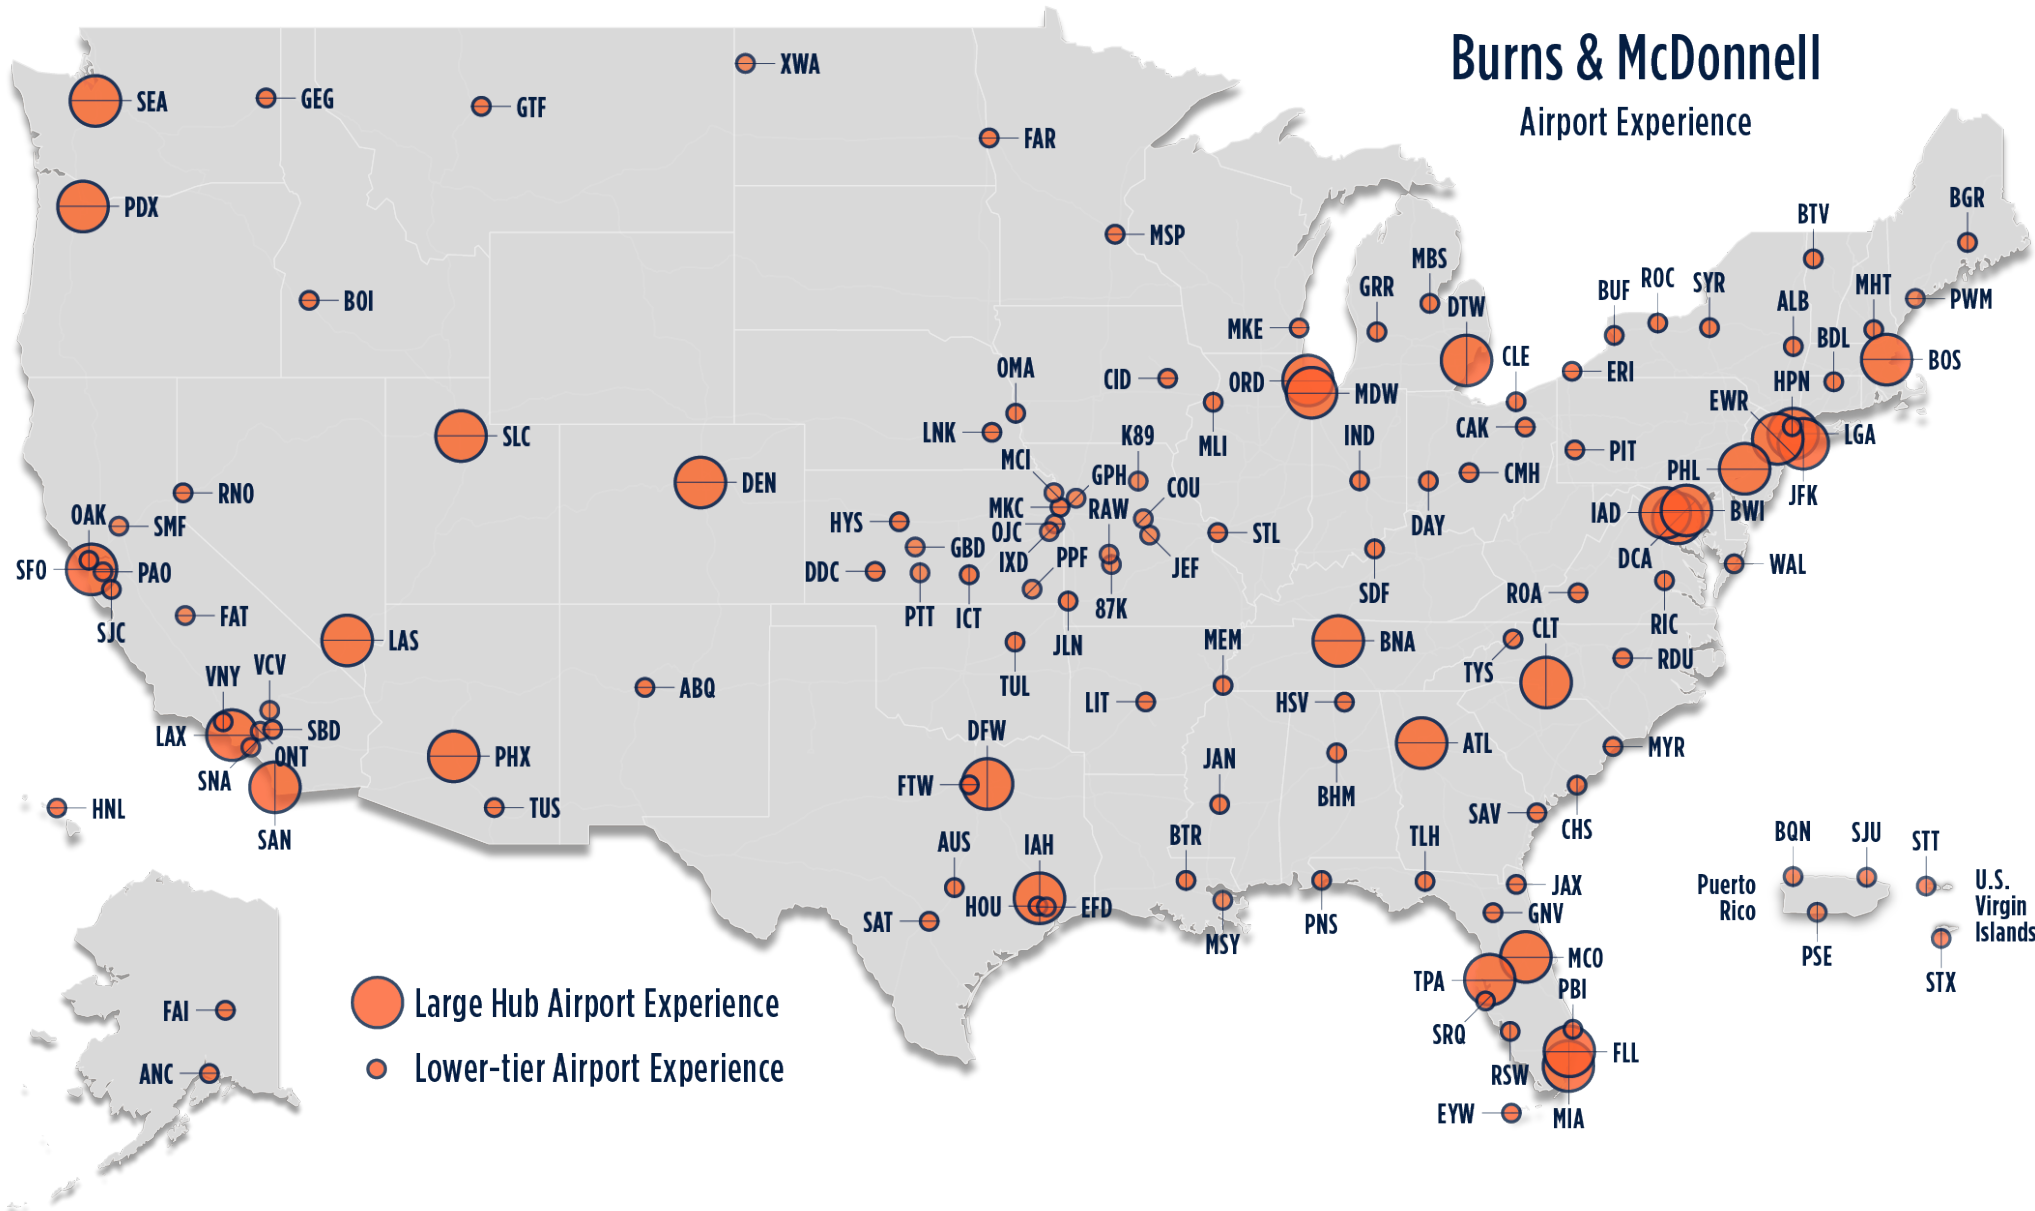 Burns & McDonnell
Airport Experience
XWA
SEA
GEG
GTF
FAR
PDX
MSP
BOI
MBS
GRR
DTW
MKE
CLE
BGR
BTV
ROC
SYR
BUF
MHT
PWM
ALB
BDL
ERI
BOS
HPN
EWR
LGA
OMA
CID
ORD
MDW
LNK
K89
MLI
IND
CAK
PIT
CMH
PHL
JFK
SLC
DEN
MCI
GPH
COU
MKC
RAW
OJC
IXD
PPF
HYS
GBD
DDC
PTT
ICT
JLN
87K
JEF
STL
DAY
SDF
IAD
BWI
DCA
WAL
ROA
RIC
RNO
OAK
SMF
SFO
PAO
SJC
FAT
LAS
VCV
VNY
LAX
SBD
ONT
SNA
SAN
PHX
TUS
ABQ
TUL
MEM
BNA
TYS
CLT
RDU
LIT
HSV
DFW
FTW
JAN
BHM
ATL
MYR
SAV
CHS
HNL
AUS
IAH
BTR
TLH
HOU
EFD
SAT
MSY
PNS
JAX
GNV
MCO
TPA
PBI
SRQ
RSW
FLL
EYW
MIA
BQN
SJU
STT
Puerto
Rico
U.S.
Virgin
Islands
PSE
STX
FAI
ANC
Large Hub Airport Experience
Lower-tier Airport Experience